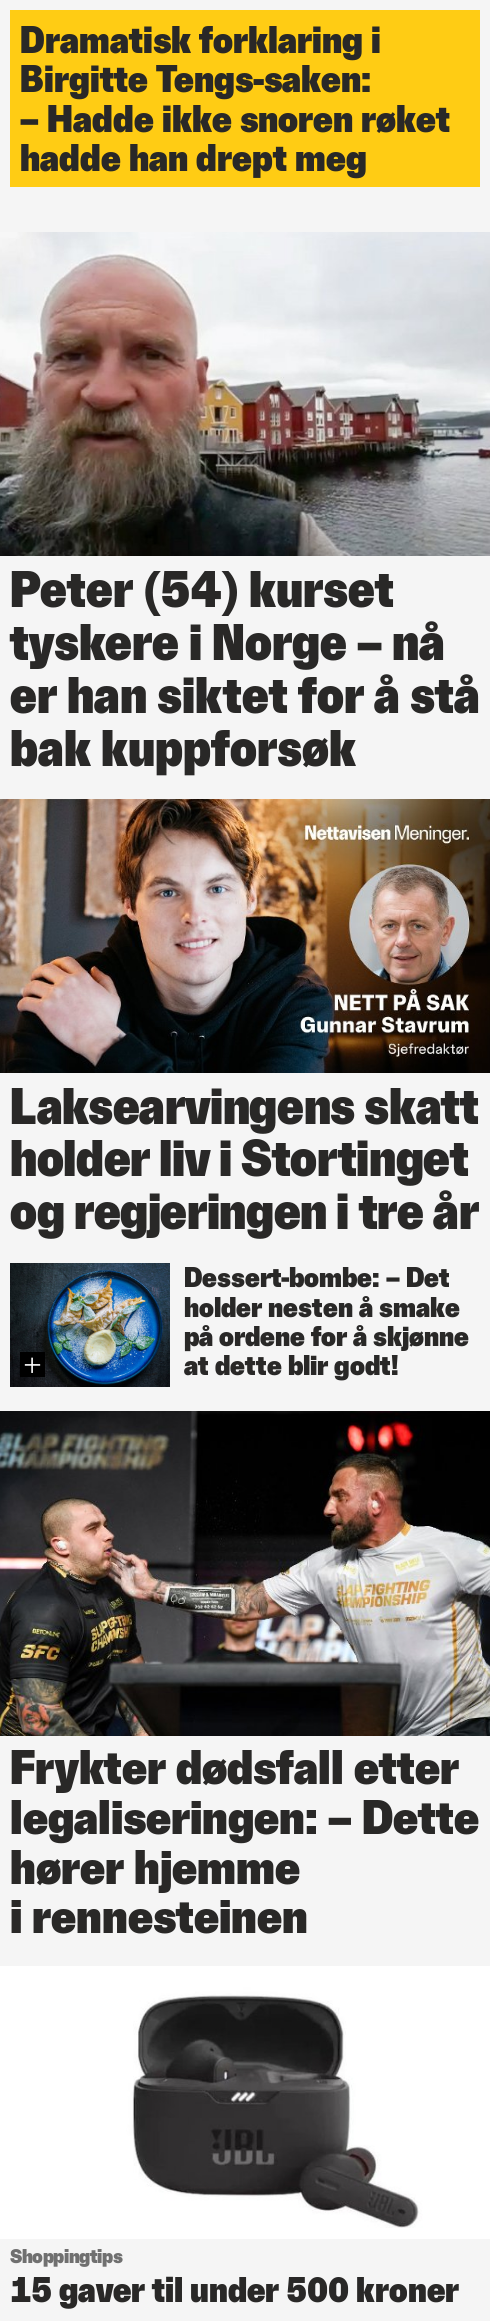 Dramatisk forklaring i
Birgitte Tengs-saken:
– Hadde ikke snoren røket
hadde han drept meg
Peter (54) kurset
tyskere i Norge – nå
er han siktet for å stå
bak kuppforsøk
Nettavisen Meninger.
NETT PÅ SAK
Gunnar Stavrum
Sjefredaktør
Laksearvingens skatt
holder liv i Stortinget
og regjeringen i tre år
Dessert-bombe: – Det
holder nesten å smake
på ordene for å skjønne
at dette blir godt!
SLAP FIGHTING
CHAMPIONSHIP
SLAP FIGHTING
CHAMPIONSHIP
SFC
Frykter dødsfall etter
legaliseringen: – Dette
hører hjemme
i rennesteinen
JBL
JBL
Shoppingtips
15 gaver til under 500 kroner